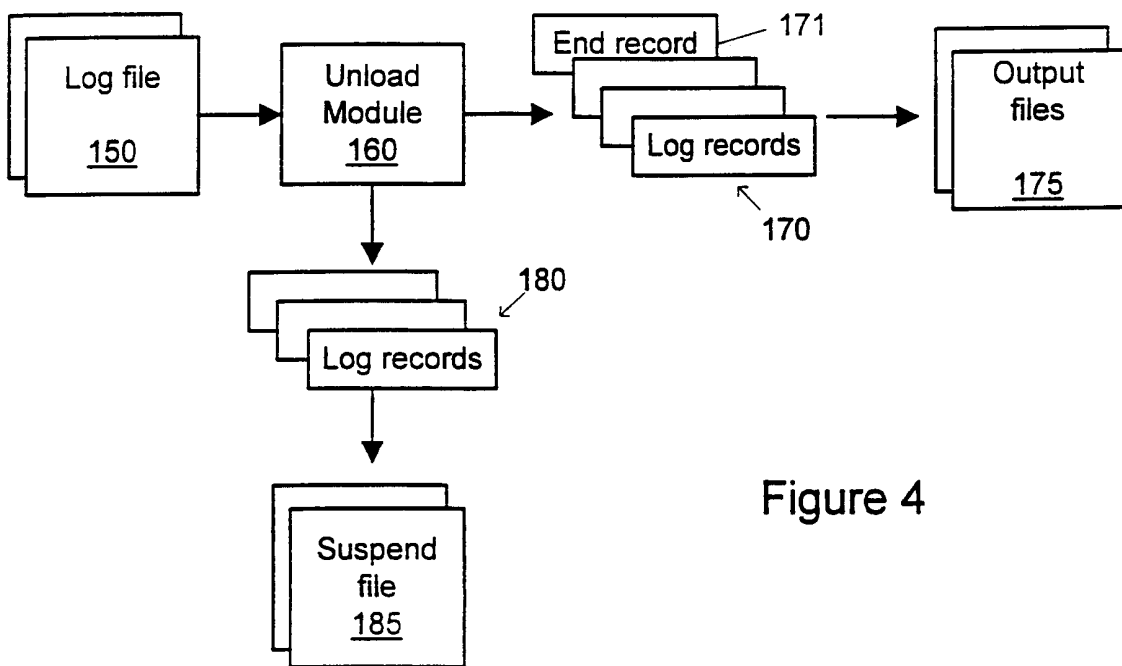 Log file
150
Unload
Module
160
End record
171
Log records
170
Output
files
175
180
Log records
Suspend
file
185
Figure 4